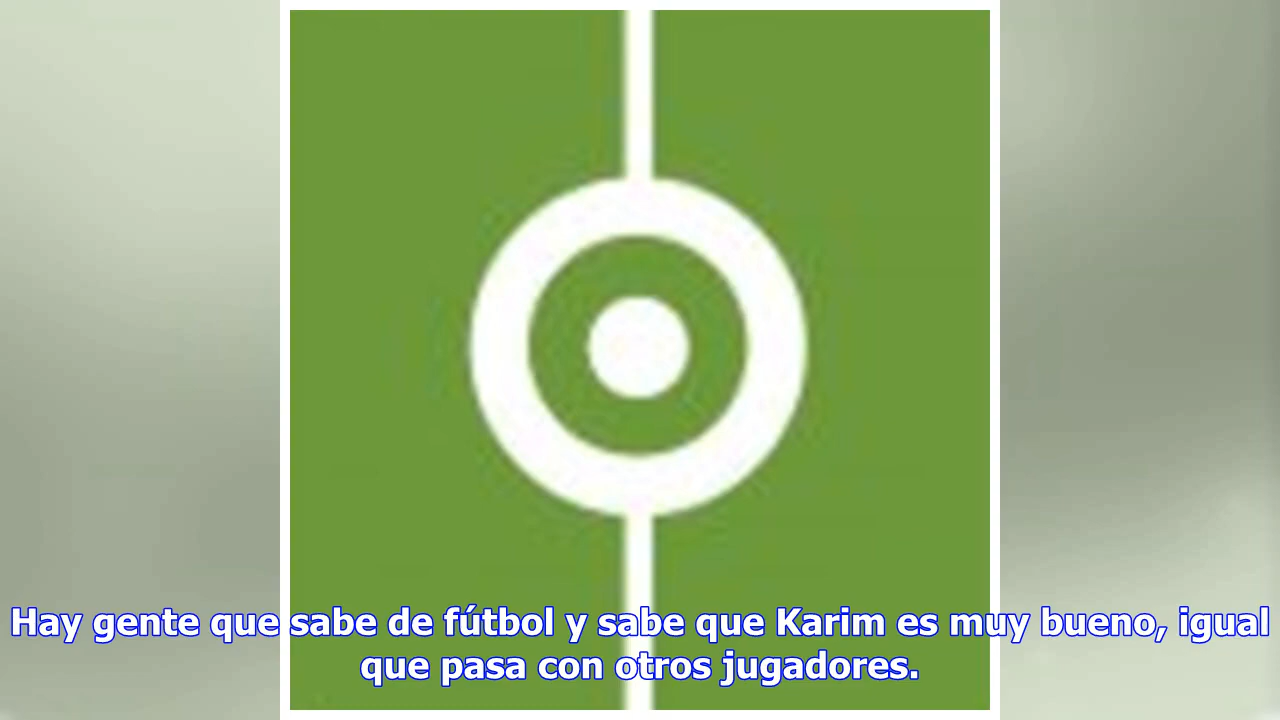 Hay gente que sabe de fútbol y sabe que Karim es muy bueno, igual
que pasa con otros jugadores.